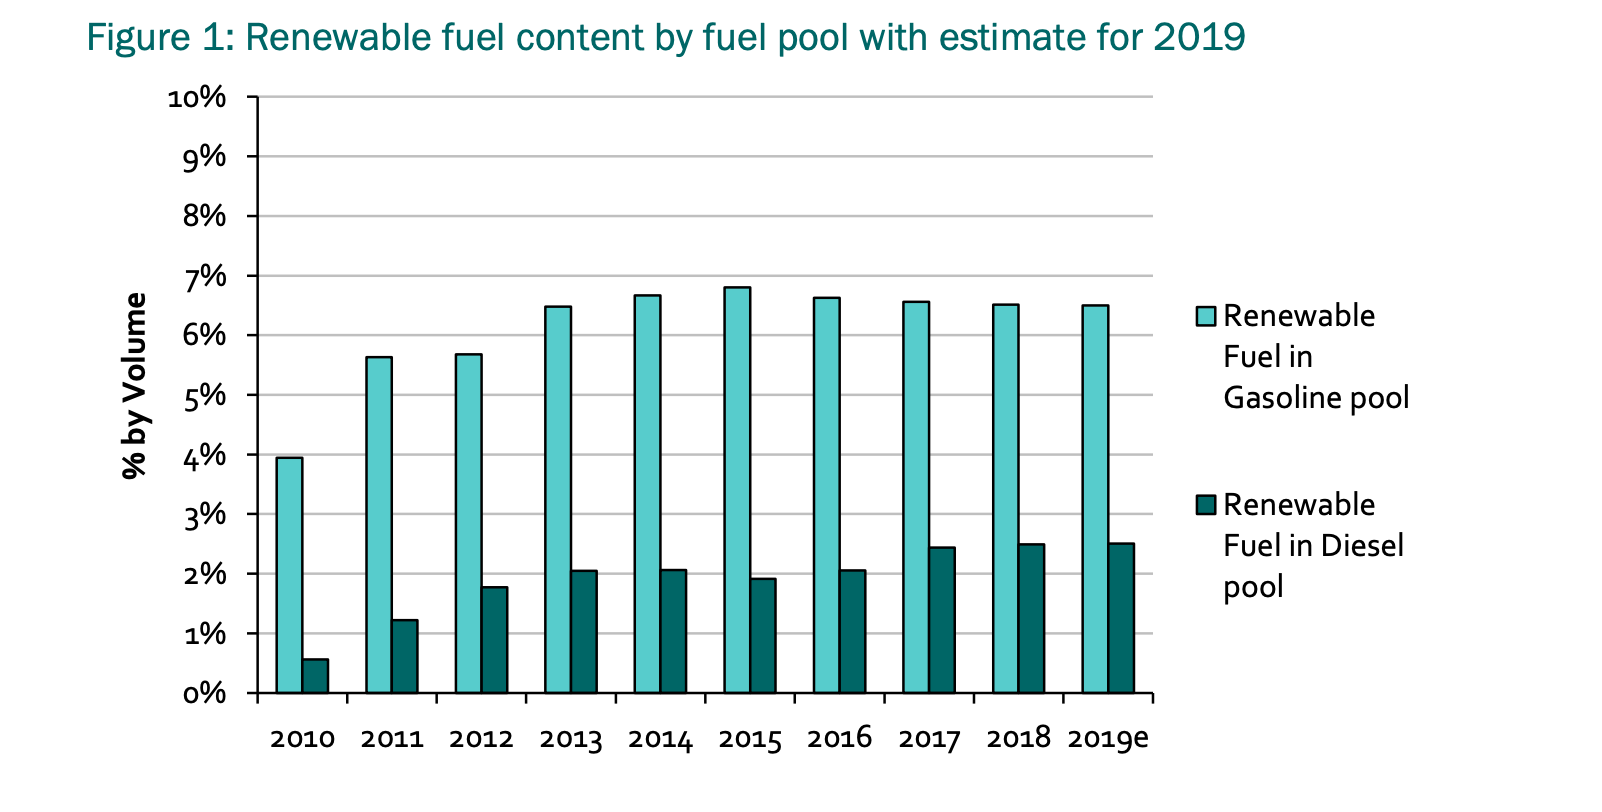 Figure 1: Renewable fuel content by fuel pool with estimate for 2019
10%
9%
8%
7%
6%
5%
4%
3%
2%
1%
0%
% by Volume
2010 2011 2012 2013 2014 2015 2016 2017 2018 2019e
Renewable
Fuel in
Gasoline pool
Renewable
Fuel in Diesel
pool